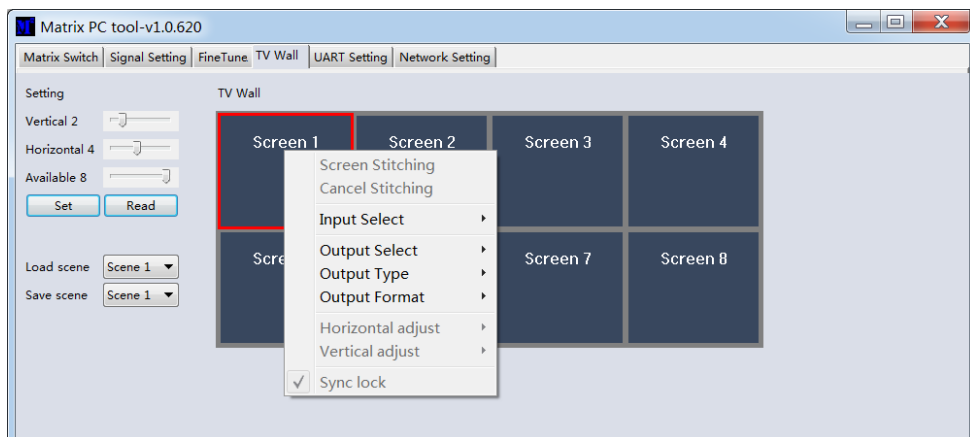 Matrix PC tool-v1.0.620
Matrix Switch Signal Setting FineTune TV Wall UART Setting Network Setting
Setting
TV Wall
Vertical 2
Horizontal 4
Available 8
Set Read
Load scene Scene 1
Save scene Scene 1
Screen 1 Screen 2 Screen 3 Screen 4
Screen 7 Screen 8
Screen Stitching
Cancel Stitching
Input Select
Output Select
Output Type
Output Format
Horizontal adjust
Vertical adjust
Sync lock